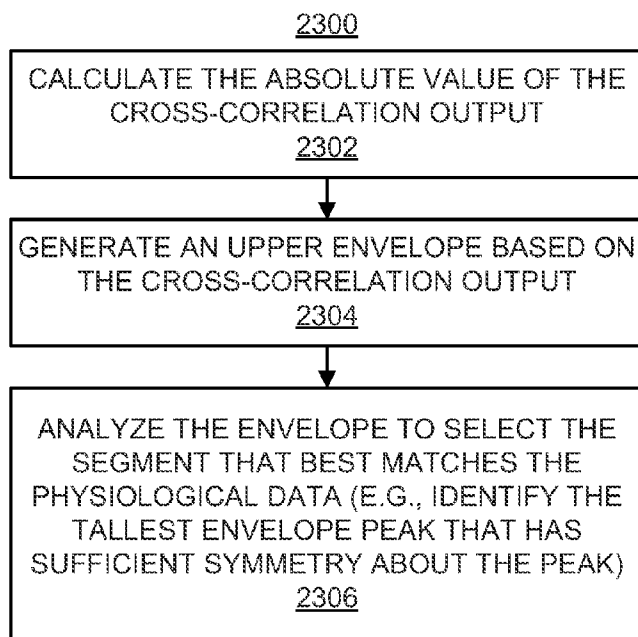 2300
CALCULATE THE ABSOLUTE VALUE OF THE
CROSS-CORRELATION OUTPUT
2302
GENERATE AN UPPER ENVELOPE BASED ON
THE CROSS-CORRELATION OUTPUT
2304
ANALYZE THE ENVELOPE TO SELECT THE
SEGMENT THAT BEST MATCHES THE
PHYSIOLOGICAL DATA (E.G., IDENTIFY THE
TALLEST ENVELOPE PEAK THAT HAS
SUFFICIENT SYMMETRY ABOUT THE PEAK)
2306